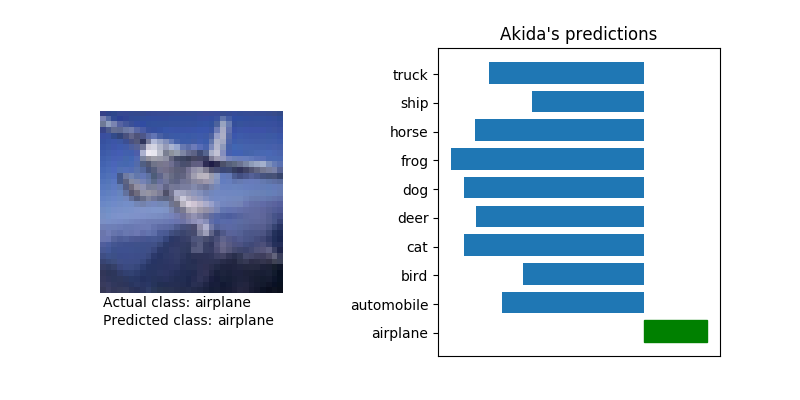 Akida's predictions
truck
ship
horse
frog
dog
deer
cat
bird
automobile
airplane
Actual class: airplane
Predicted class: airplane